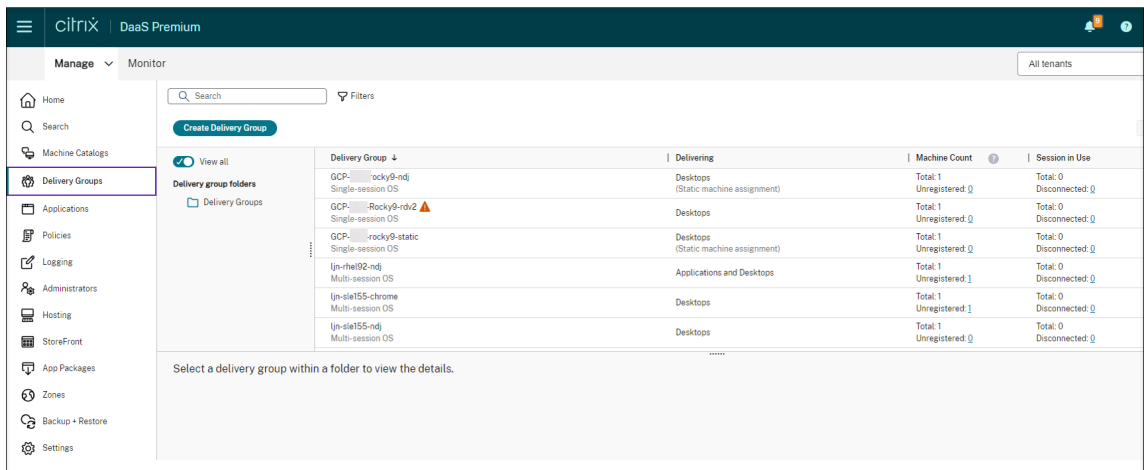 citrix | DaaS Premium
9
?
Manage
Monitor
All tenants
Home
Search
Machine Catalogs
Delivery Groups
Applications
Policies
Logging
Administrators
Hosting
StoreFront
App Packages
Zones
Backup + Restore
Settings
Search
Filters
Create Delivery Group
View all
Delivery group folders
Delivery Groups
Delivery Group ↓ | Delivering | Machine Count ? | Session in Use
GCP- ocky9-ndj Desktops Total: 1 Total: 0
Single-session OS (Static machine assignment) Unregistered: 0 Disconnected: 0
GCP- -Rocky9-rdv2 Desktops Total: 1 Total: 0
Single-session OS Unregistered: 0 Disconnected: 0
GCP- -rocky9-static Desktops Total: 1 Total: 0
Single-session OS (Static machine assignment) Unregistered: 0 Disconnected: 0
ljn-rhel92-ndj Applications and Desktops Total: 1 Total: 0
Multi-session OS Unregistered: 1 Disconnected: 0
ljn-sle155-chrome Desktops Total: 1 Total: 0
Multi-session OS Unregistered: 1 Disconnected: 0
ljn-sle155-ndj Desktops Total: 1 Total: 0
Multi-session OS Unregistered: 0 Disconnected: 0
Select a delivery group within a folder to view the details.